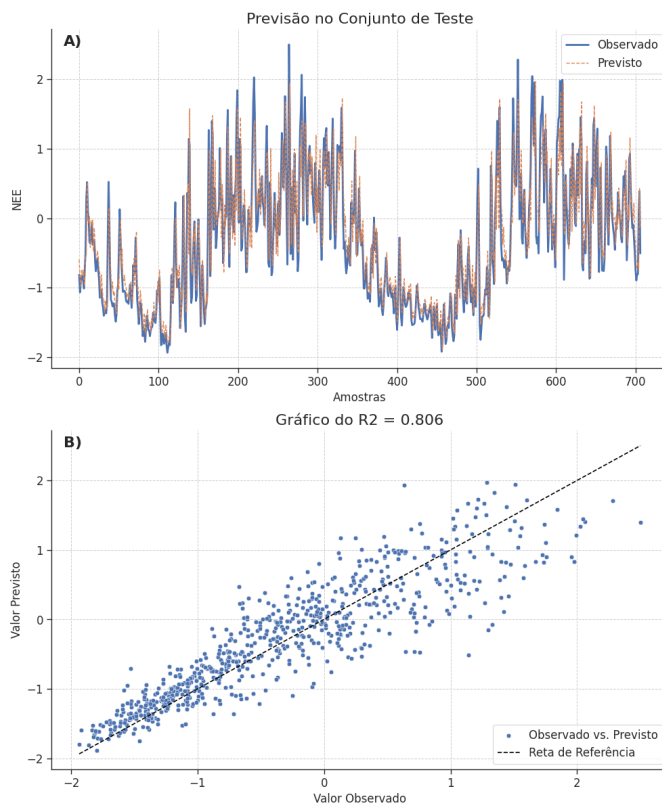 Previsão no Conjunto de Teste
A)
Observado
Previsto
2
1
0
−1
−2
NEE
0 100 200 300 400 500 600 700
Amostras
Gráfico do R2 = 0.806
B)
2
1
0
−1
−2
Valor Previsto
Observado vs. Previsto
Reta de Referência
−2 −1 0 1 2
Valor Observado